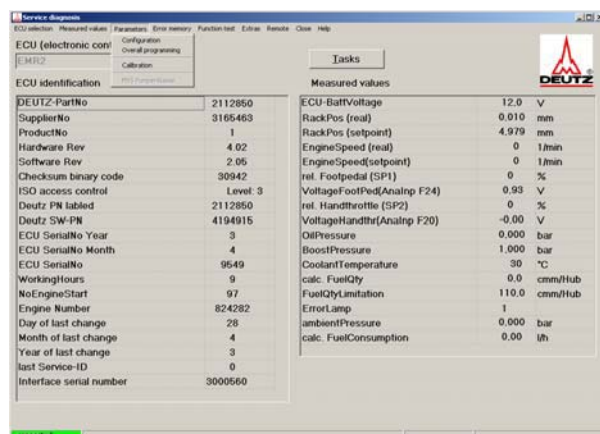 Service diagnosis
ECU selection Measured values Parameters Error memory Function test Extras Remote Close Help
Configuration
Overall programming
Calibration
ECU (electronic cont
EMR2
Tasks
DEUTZ
ECU identification
Measured values
DEUTZ-PartNo 2112850
SupplierNo 3165463
ProductNo 1
Hardware Rev 4.02
Software Rev 2.05
Checksum binary code 30942
ISO access control Level: 3
Deutz PN labled 2112850
Deutz SW-PN 4194915
ECU SerialNo Year 3
ECU SerialNo Month 4
ECU SerialNo 9549
WorkingHours 9
NoEngineStart 97
Engine Number 824282
Day of last change 28
Month of last change 4
Year of last change 3
last Service-ID 0
Interface serial number 3000560
ECU-BattVoltage 12,0 V
RackPos (real) 0,010 mm
RackPos (setpoint) 4,979 mm
EngineSpeed (real) 0 1/min
EngineSpeed(setpoint) 0 1/min
rel. Footpedal (SP1) 0 %
VoltageFootPed(AnaInp F24) 0,93 V
rel. Handthrottle (SP2) 0 %
VoltageHandthr(AnaInp F20) -0,00 V
OilPressure 0,000 bar
BoostPressure 1,000 bar
CoolantTemperature 30 °C
calc. FuelQty 0,0 cmm/Hub
FuelQtyLimitation 110,0 cmm/Hub
ErrorLamp 1
ambientPressure 0,000 bar
calc. FuelConsumption 0,00 l/h